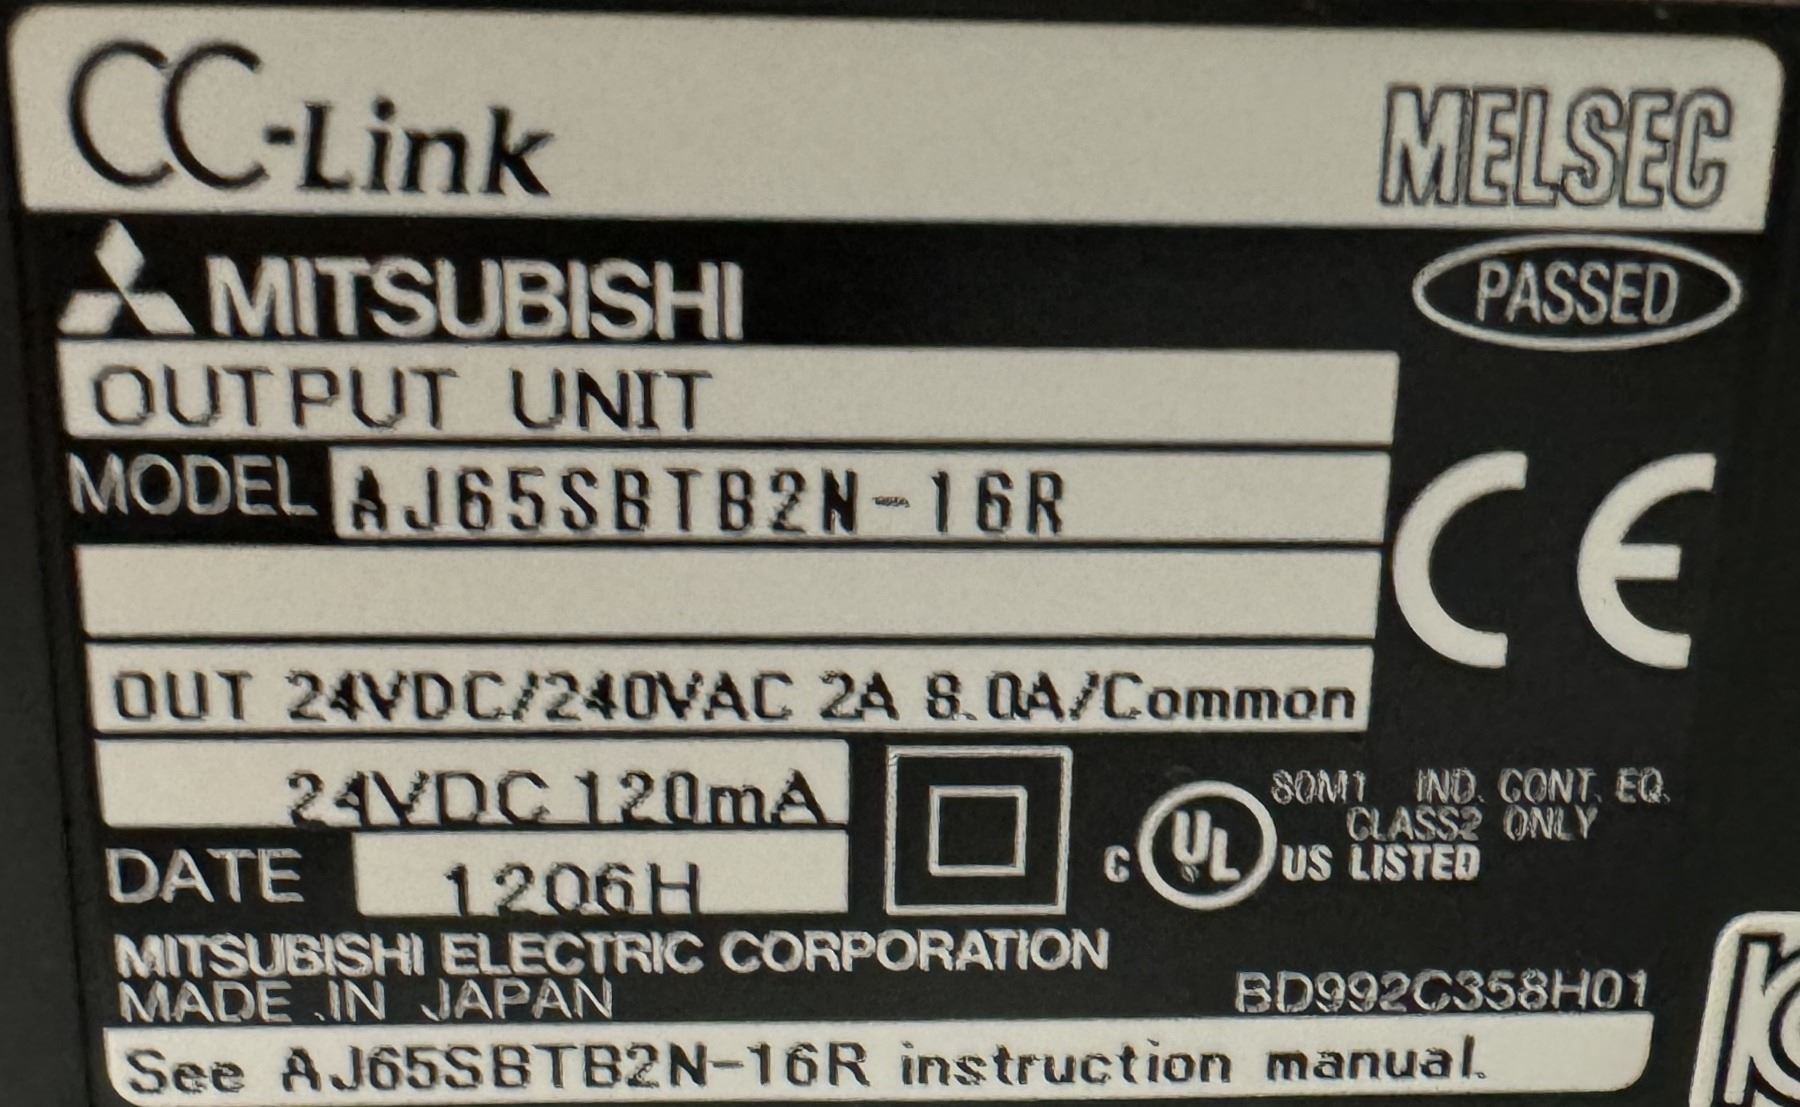 CC-Link MELSEC
MITSUBISHI PASSED
OUTPUT UNIT
MODEL AJ65SBTB2N-16R
CE
OUT 24VDC/240VAC 2A 8.0A/Common
24VDC 120mA
80M1 IND. CONT. EQ.
CLASS2 ONLY
C UL US LISTED
DATE 1206H
MITSUBISHI ELECTRIC CORPORATION
MADE IN JAPAN BD992C358H01
See AJ65SBTB2N-16R instruction manual.